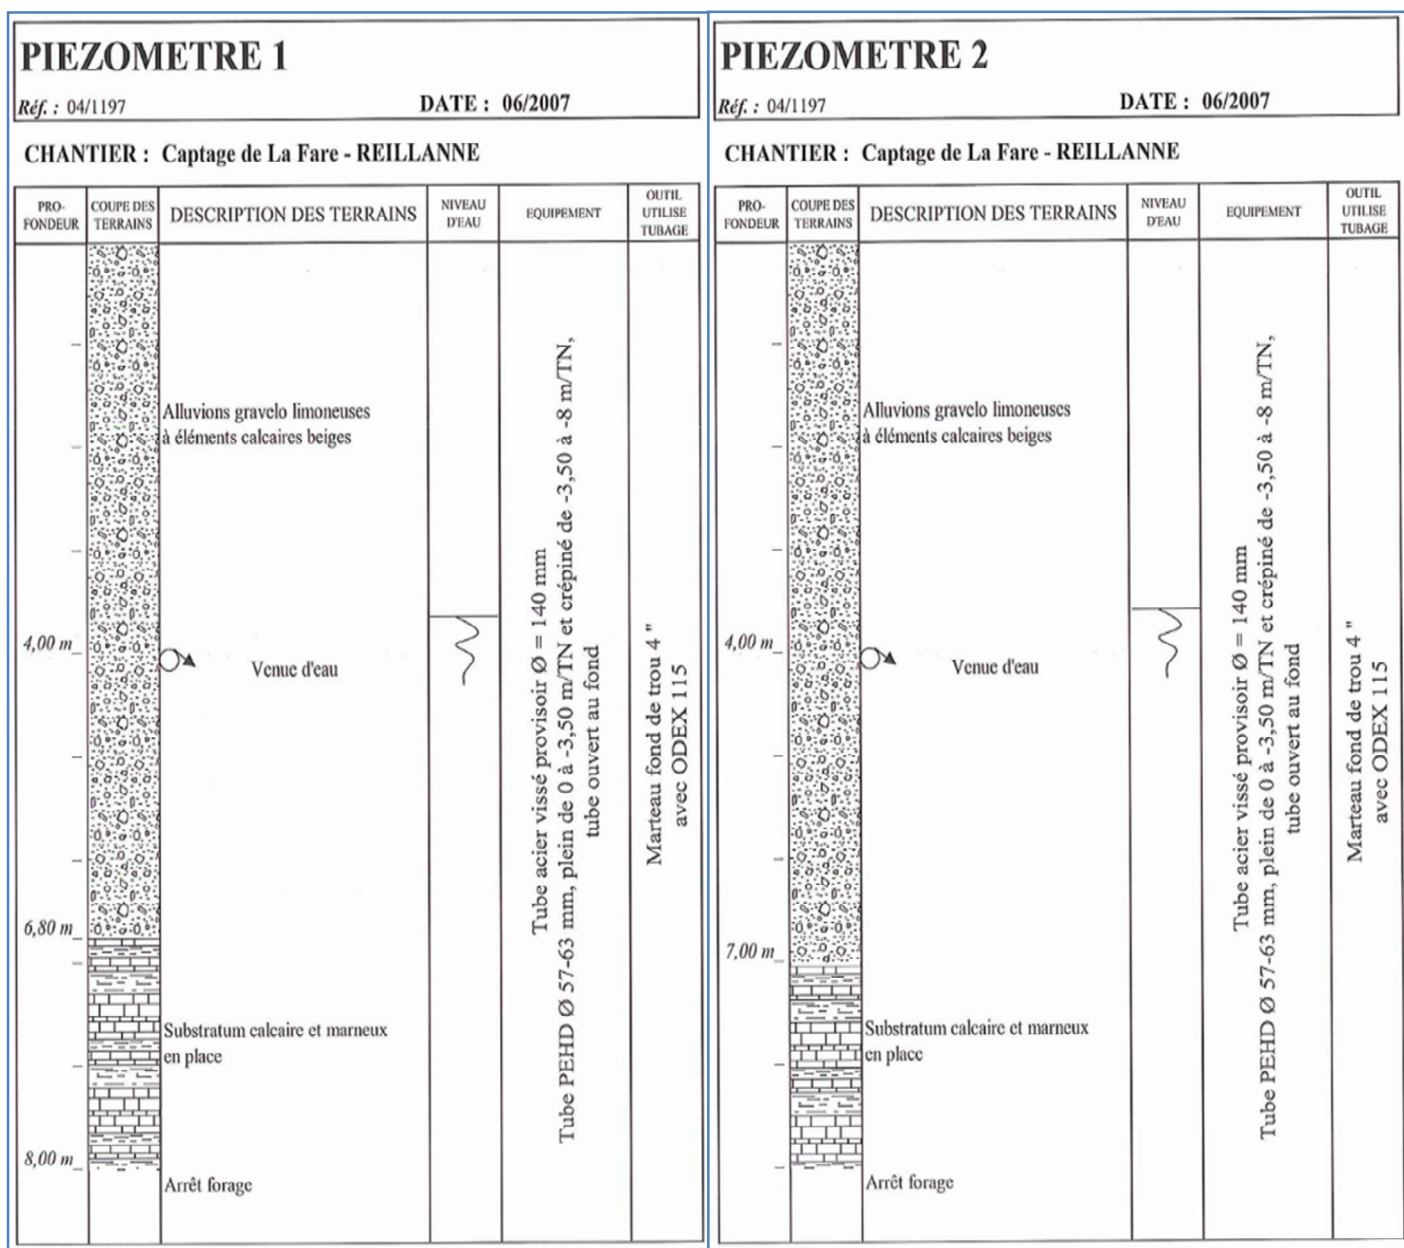 PIEZOMETRE 1
Réf. : 04/1197
DATE : 06/2007
CHANTIER : Captage de La Fare - REILLANNE
PRO-
FONDEUR
COUPE DES
TERRAINS
DESCRIPTION DES TERRAINS
NIVEAU
D'EAU
EQUIPEMENT
OUTIL
UTILISE
TUBAGE
Alluvions gravelo limoneuses
à éléments calcaires beiges
4,00 m
Venue d'eau
6,80 m
Substratum calcaire et marneux
en place
8,00 m
Arrêt forage
Tube acier vissé provisoir Ø = 140 mm
Tube PEHD Ø 57-63 mm, plein de 0 à -3,50 m/TN et crépiné de -3,50 à -8 m/TN,
tube ouvert au fond
Marteau fond de trou 4 "
avec ODEX 115
PIEZOMETRE 2
Réf. : 04/1197
DATE : 06/2007
CHANTIER : Captage de La Fare - REILLANNE
PRO-
FONDEUR
COUPE DES
TERRAINS
DESCRIPTION DES TERRAINS
NIVEAU
D'EAU
EQUIPEMENT
OUTIL
UTILISE
TUBAGE
Alluvions gravelo limoneuses
à éléments calcaires beiges
4,00 m
Venue d'eau
7,00 m
Substratum calcaire et marneux
en place
Arrêt forage
Tube acier vissé provisoir Ø = 140 mm
Tube PEHD Ø 57-63 mm, plein de 0 à -3,50 m/TN et crépiné de -3,50 à -8 m/TN,
tube ouvert au fond
Marteau fond de trou 4 "
avec ODEX 115